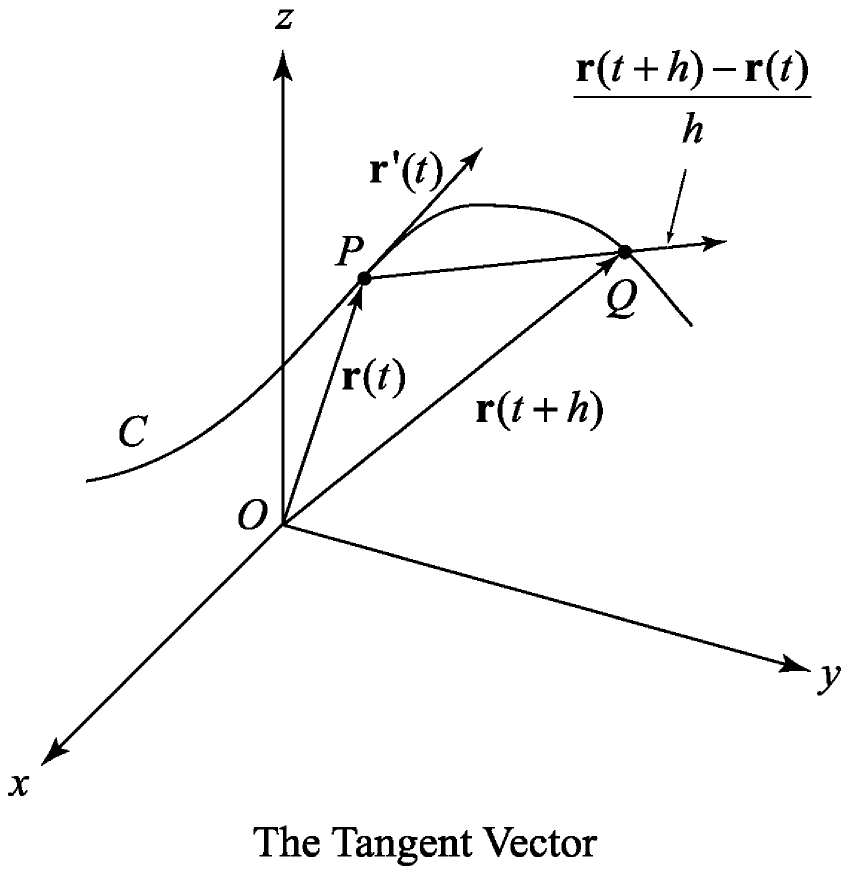 z
r(t + h) − r(t)
h
r'(t)
P
Q
r(t)
r(t + h)
C
O
y
x
The Tangent Vector